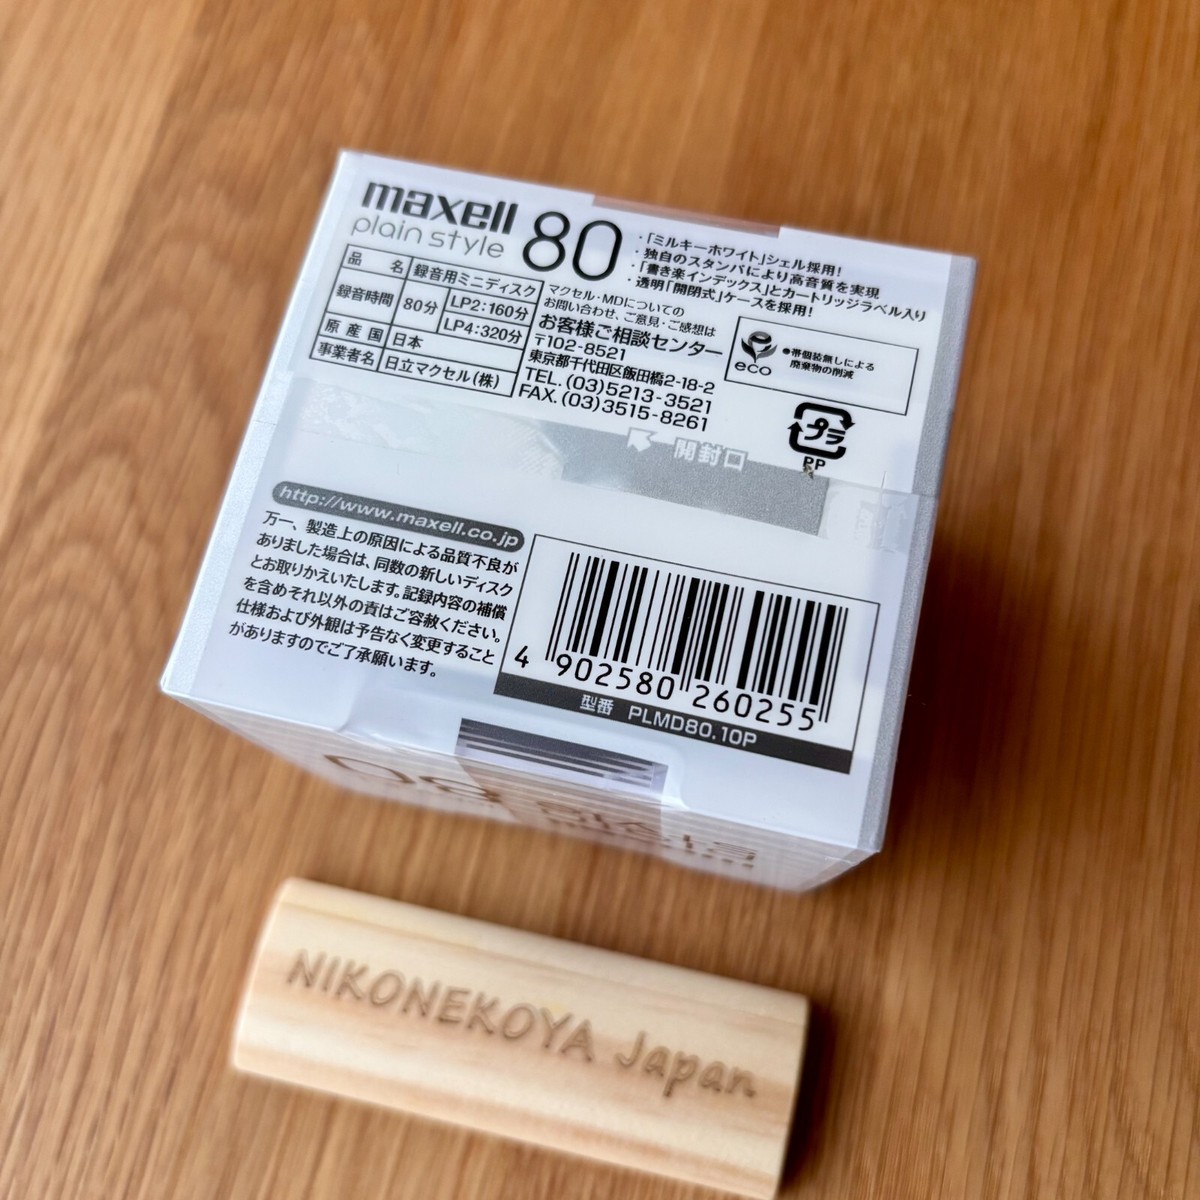 maxell
plain style
80
・「ミルキーホワイト」シェル採用!
・独自のスタンパにより高音質を実現
・「書き楽インデックス」とカートリッジラベル入り
・透明「開閉式」ケースを採用!
品 名 録音用ミニディスク
録音時間 80分 LP2:160分
LP4:320分
原産国 日本
事業者名 日立マクセル(株)
マクセル・MDについての
お問い合わせ、ご意見・ご感想は
お客様ご相談センター
〒102-8521
東京都千代田区飯田橋2-18-2
TEL.(03)5213-3521
FAX.(03)3515-8261
eco
●帯個装無しによる
廃棄物の削減
プラ
PP
開封口
http://www.maxell.co.jp
万一、製造上の原因による品質不良が
ありました場合は、同数の新しいディスク
とお取りかえいたします。記録内容の補償
を含めそれ以外の責はご容赦ください。
仕様および外観は予告なく変更すること
がありますのでご了承願います。
4 902580 260255
型番 PLMD80.10P
NIKONEKOYA Japan